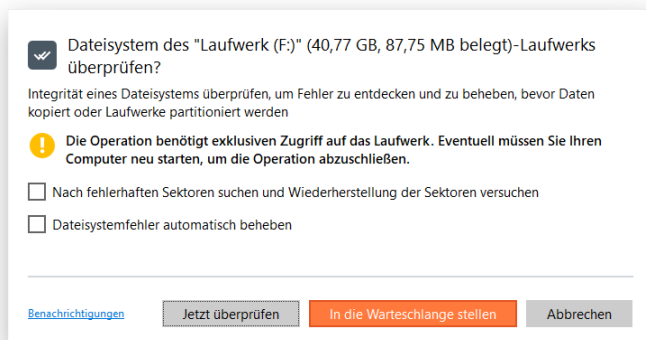 Dateisystem des "Laufwerk (F:)" (40,77 GB, 87,75 MB belegt)-Laufwerks
überprüfen?
Integrität eines Dateisystems überprüfen, um Fehler zu entdecken und zu beheben, bevor Daten
kopiert oder Laufwerke partitioniert werden
Die Operation benötigt exklusiven Zugriff auf das Laufwerk. Eventuell müssen Sie Ihren
Computer neu starten, um die Operation abzuschließen.
Nach fehlerhaften Sektoren suchen und Wiederherstellung der Sektoren versuchen
Dateisystemfehler automatisch beheben
Benachrichtigungen
Jetzt überprüfen
In die Warteschlange stellen
Abbrechen